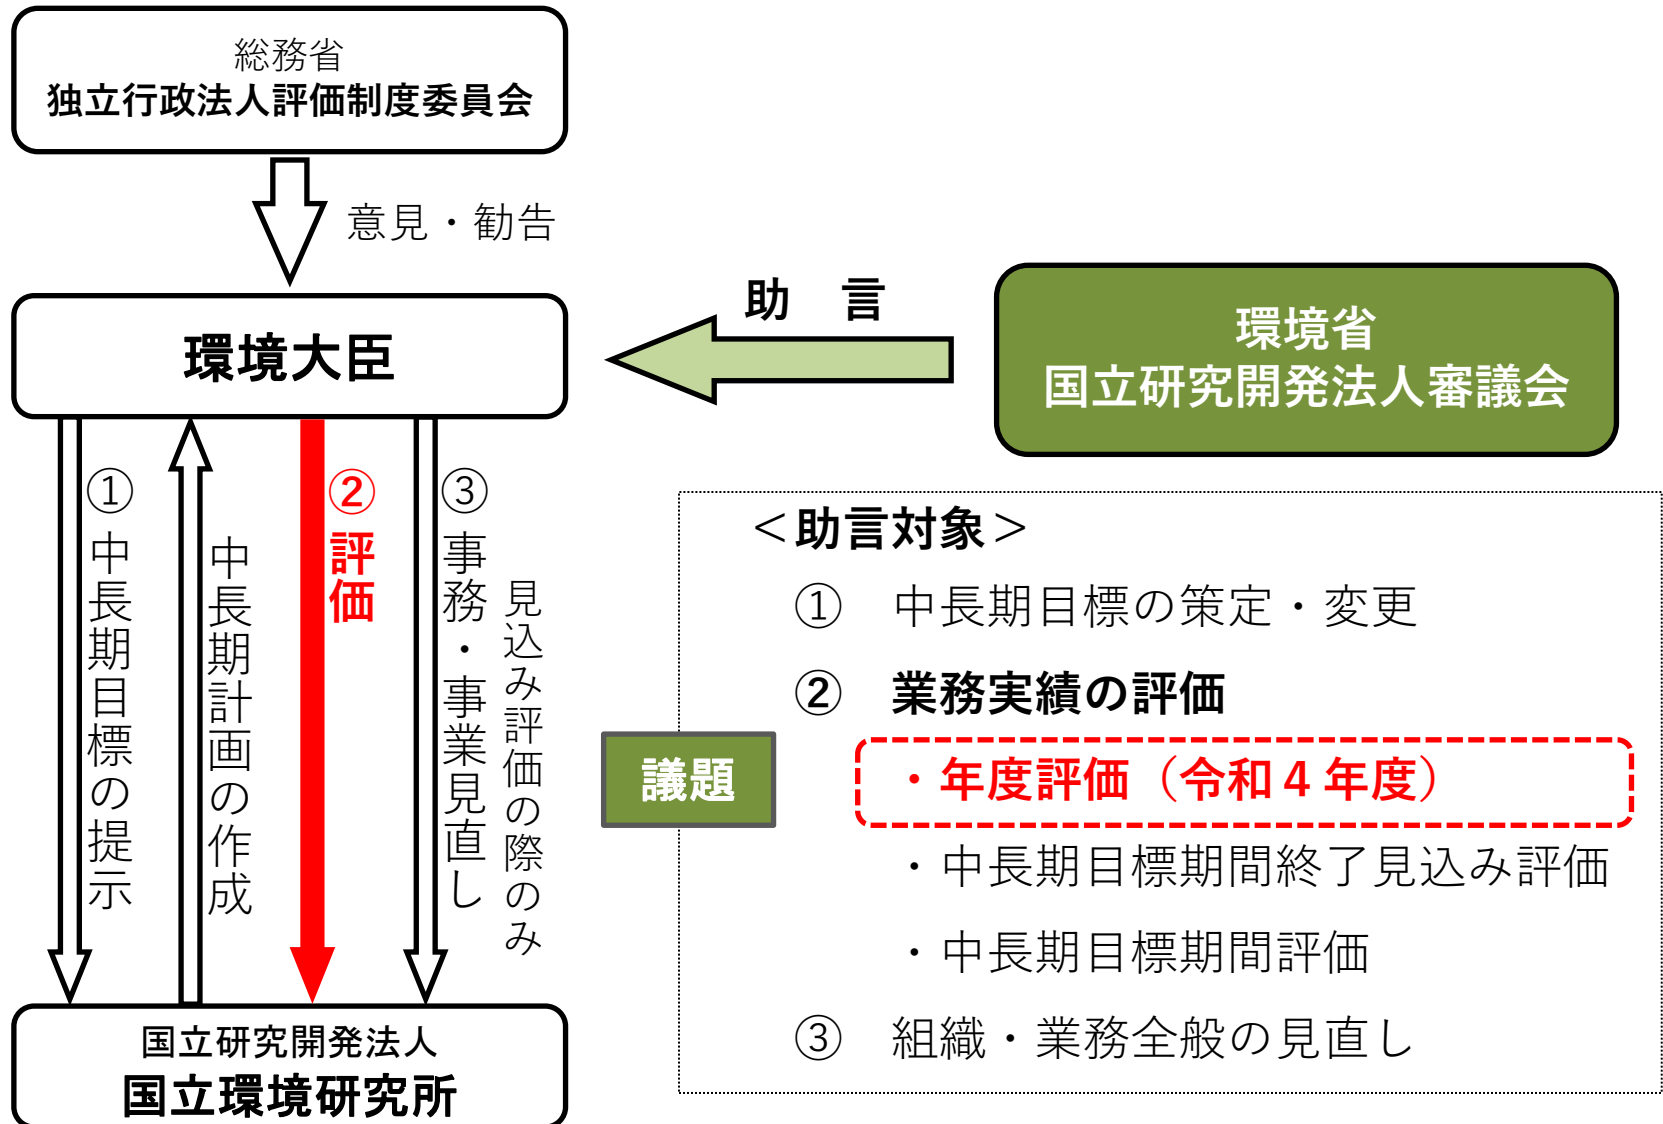 総務省
独立行政法人評価制度委員会
意見・勧告
環境大臣
助　言
環境省
国立研究開発法人審議会
①中長期目標の提示
中長期計画の作成
②評価
③事務・事業見直し
見込み評価の際のみ
国立研究開発法人
国立環境研究所
＜助言対象＞
①　中長期目標の策定・変更
②　業務実績の評価
議題
・年度評価（令和４年度）
・中長期目標期間終了見込み評価
・中長期目標期間評価
③　組織・業務全般の見直し